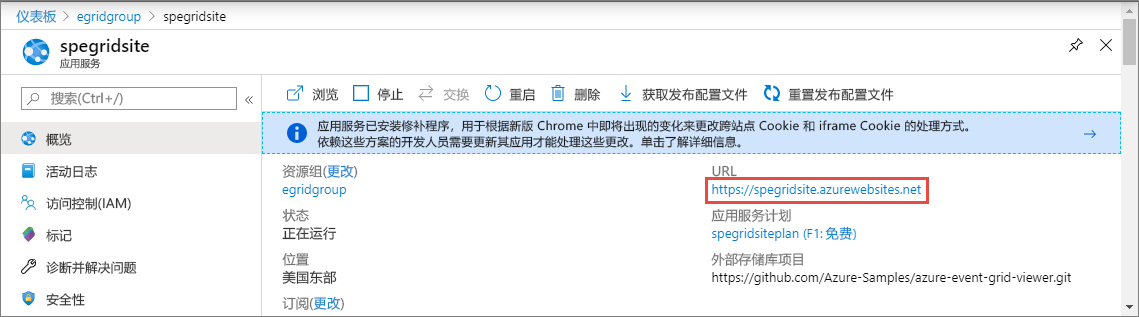 仪表板 > egridgroup > spegridsite
spegridsite
应用服务
搜索(Ctrl+/)
«
浏览 停止 交换 重启 删除 获取发布配置文件 重置发布配置文件
应用服务已安装修补程序，用于根据新版 Chrome 中即将出现的变化来更改跨站点 Cookie 和 iframe Cookie 的处理方式。
依赖这些方案的开发人员需要更新其应用才能处理这些更改。单击了解详细信息。
概览
活动日志
访问控制(IAM)
标记
诊断并解决问题
安全性
资源组(更改)
egridgroup
状态
正在运行
位置
美国东部
订阅(更改)
URL
https://spegridsite.azurewebsites.net
应用服务计划
spegridsiteplan (F1: 免费)
外部存储库项目
https://github.com/Azure-Samples/azure-event-grid-viewer.git